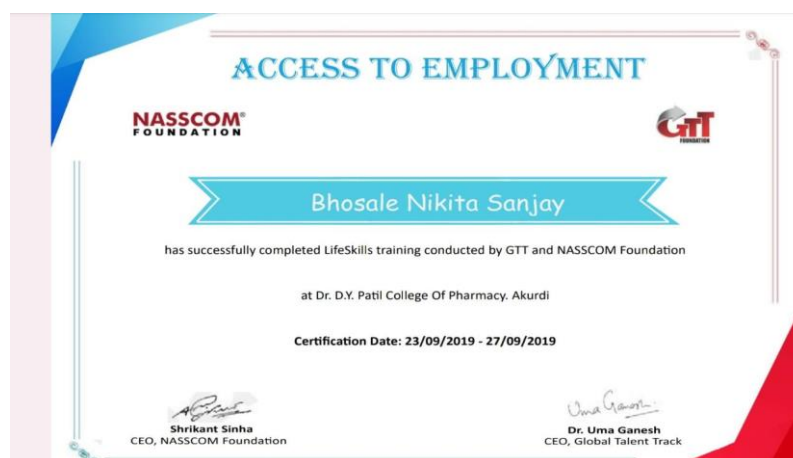 ACCESS TO EMPLOYMENT
NASSCOM®
FOUNDATION
GTT
FOUNDATION
Bhosale Nikita Sanjay
has successfully completed LifeSkills training conducted by GTT and NASSCOM Foundation
at Dr. D.Y. Patil College Of Pharmacy. Akurdi
Certification Date: 23/09/2019 - 27/09/2019
Uma Ganesh
Shrikant Sinha
CEO, NASSCOM Foundation
Dr. Uma Ganesh
CEO, Global Talent Track